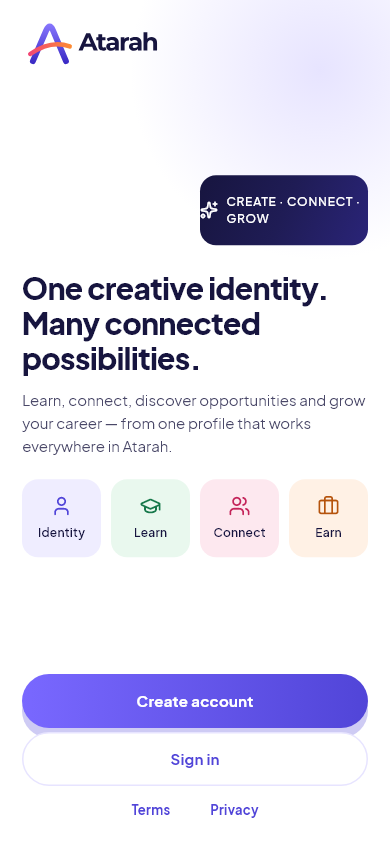 Atarah
CREATE · CONNECT ·
GROW
One creative identity.
Many connected
possibilities.
Learn, connect, discover opportunities and grow
your career — from one profile that works
everywhere in Atarah.
Identity
Learn
Connect
Earn
Create account
Sign in
Terms
Privacy